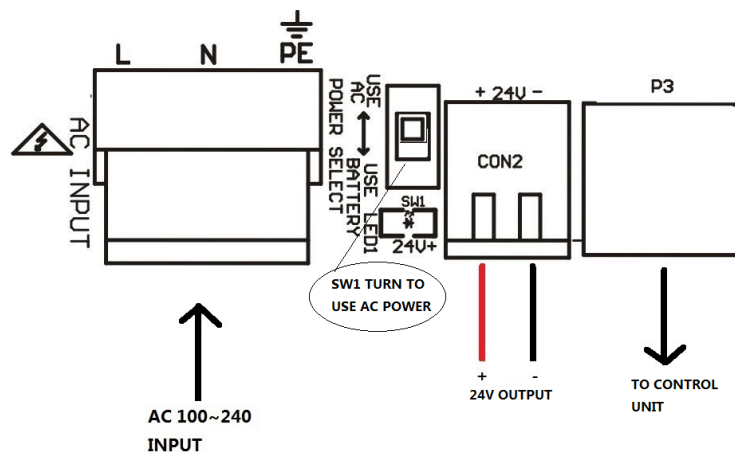 L N PE
AC INPUT
USE AC
USE BATTERY
POWER SELECT
SW1
LED1
24V+
+ 24V -
CON2
P3
SW1 TURN TO
USE AC POWER
+ -
24V OUTPUT
TO CONTROL
UNIT
AC 100~240
INPUT